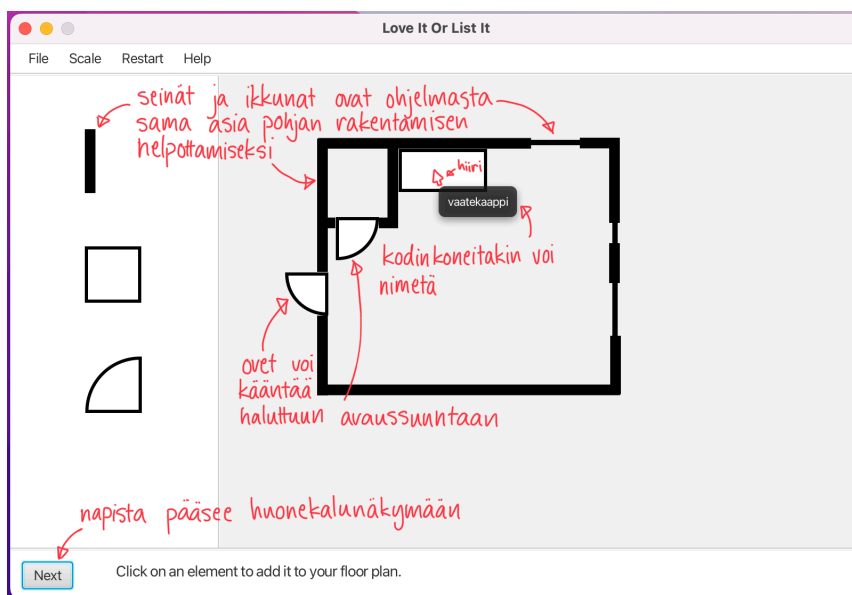 Love It Or List It
File Scale Restart Help
seinät ja ikkunat ovat ohjelmasta
sama asia pohjan rakentamisen
helpottamiseksi
hiiri
vaatekaappi
kodinkoneitakin voi
nimetä
ovet voi
kääntää
haluttuun avaussuuntaan
napista pääsee huonekalunäkymään
Next Click on an element to add it to your floor plan.